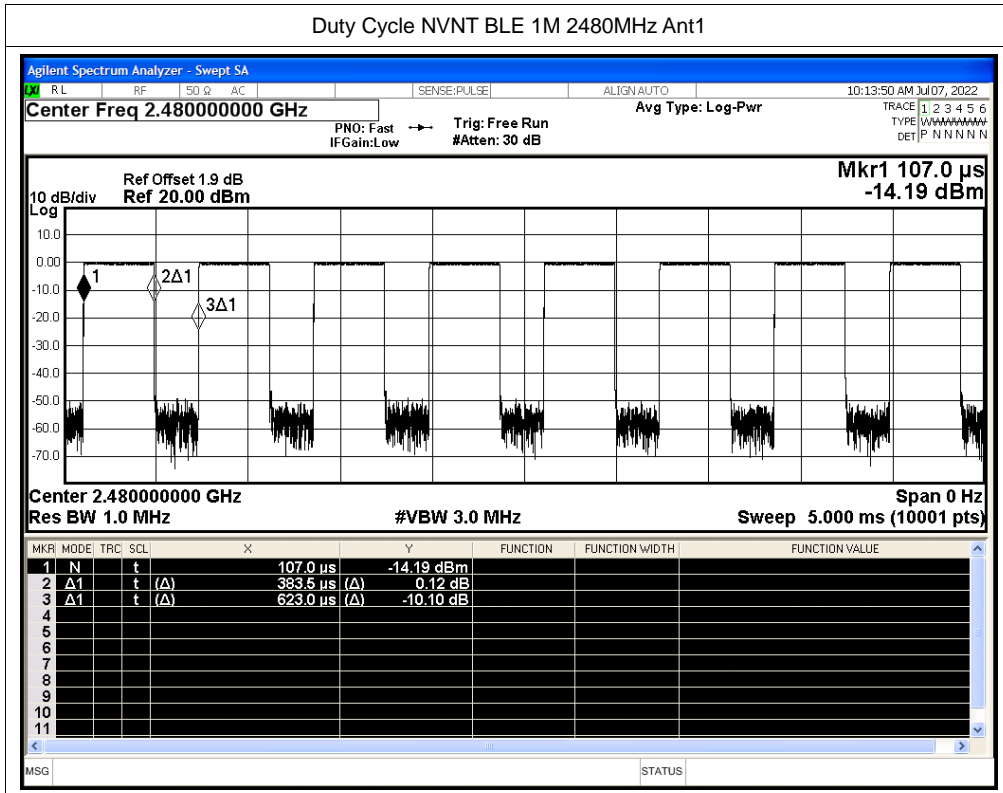 Duty Cycle NVNT BLE 1M 2480MHz Ant1
Agilent Spectrum Analyzer - Swept SA
LXI RL RF 50 Ω AC SENSE:PULSE ALIGN AUTO 10:13:50 AM Jul 07, 2022
Center Freq 2.480000000 GHz Avg Type: Log-Pwr TRACE 1 2 3 4 5 6
PNO: Fast Trig: Free Run TYPE WWWWWW
IFGain:Low #Atten: 30 dB DET P N N N N N
Mkr1 107.0 µs
Ref Offset 1.9 dB -14.19 dBm
10 dB/div Ref 20.00 dBm
Log
10.0
0.00
-10.0
-20.0
-30.0
-40.0
-50.0
-60.0
-70.0
1
2Δ1
3Δ1
Center 2.480000000 GHz Span 0 Hz
Res BW 1.0 MHz #VBW 3.0 MHz Sweep 5.000 ms (10001 pts)
MKR MODE TRC SCL X Y FUNCTION FUNCTION WIDTH FUNCTION VALUE
1 N t 107.0 µs -14.19 dBm
2 Δ1 t (Δ) 383.5 µs (Δ) 0.12 dB
3 Δ1 t (Δ) 623.0 µs (Δ) -10.10 dB
4
5
6
7
8
9
10
11
MSG STATUS